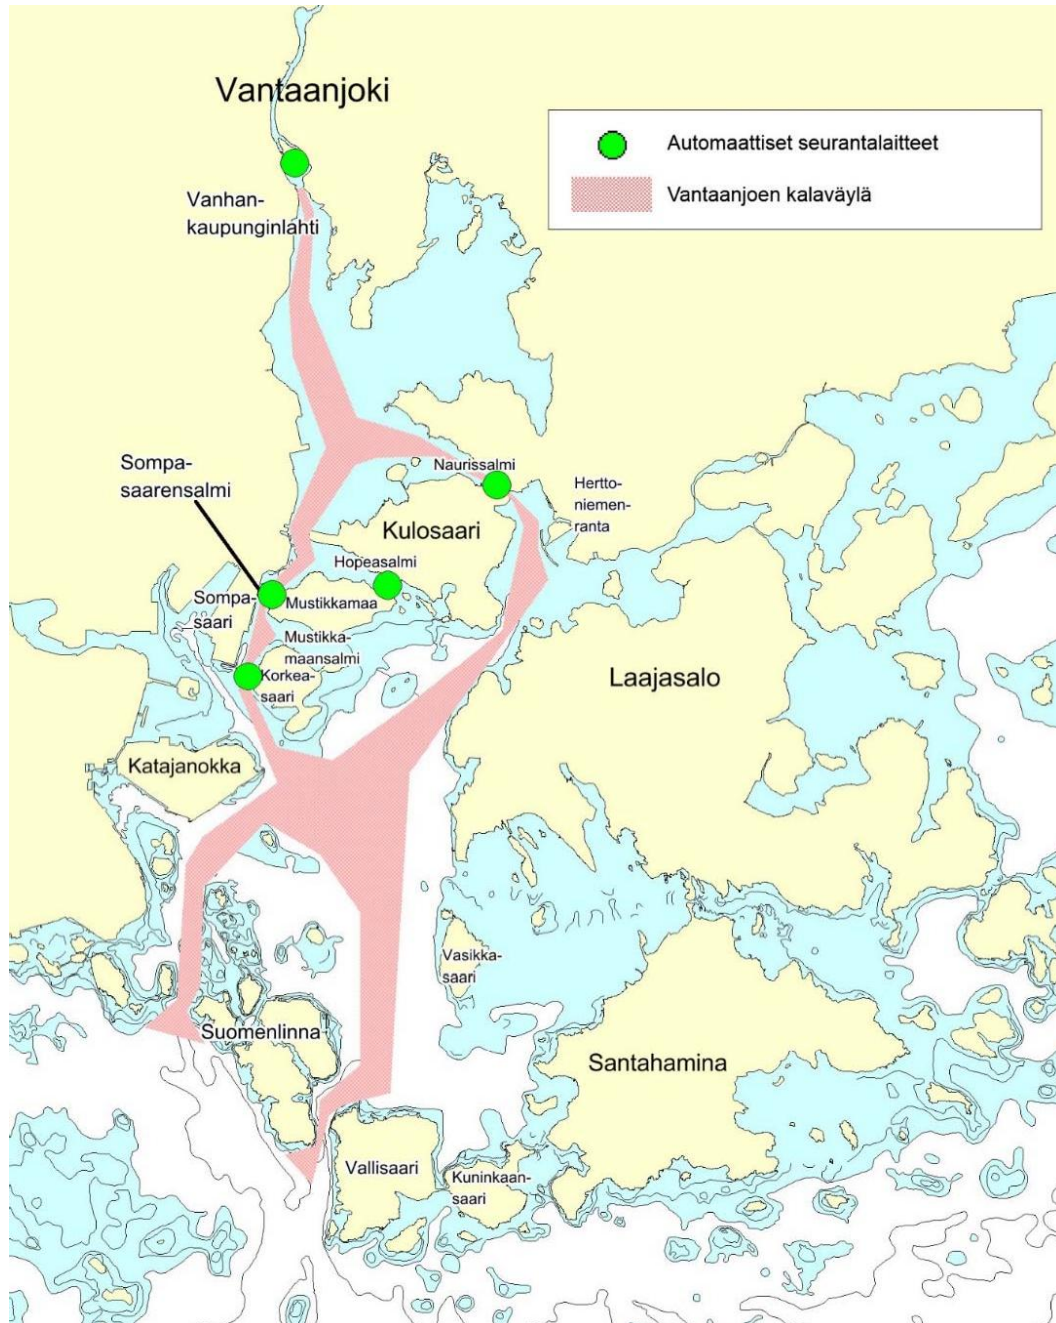 Vantaanjoki
Automaattiset seurantalaitteet
Vantaanjoen kalaväylä
Vanhan-
kaupunginlahti
Sompa-
saarensalmi
Naurissalmi
Hertto-
niemen-
ranta
Kulosaari
Hopeasalmi
Sompa-
saari
Mustikkamaa
Mustikka-
maansalmi
Korkea-
saari
Laajasalo
Katajanokka
Vasikka-
saari
Suomenlinna
Santahamina
Vallisaari
Kuninkaan-
saari